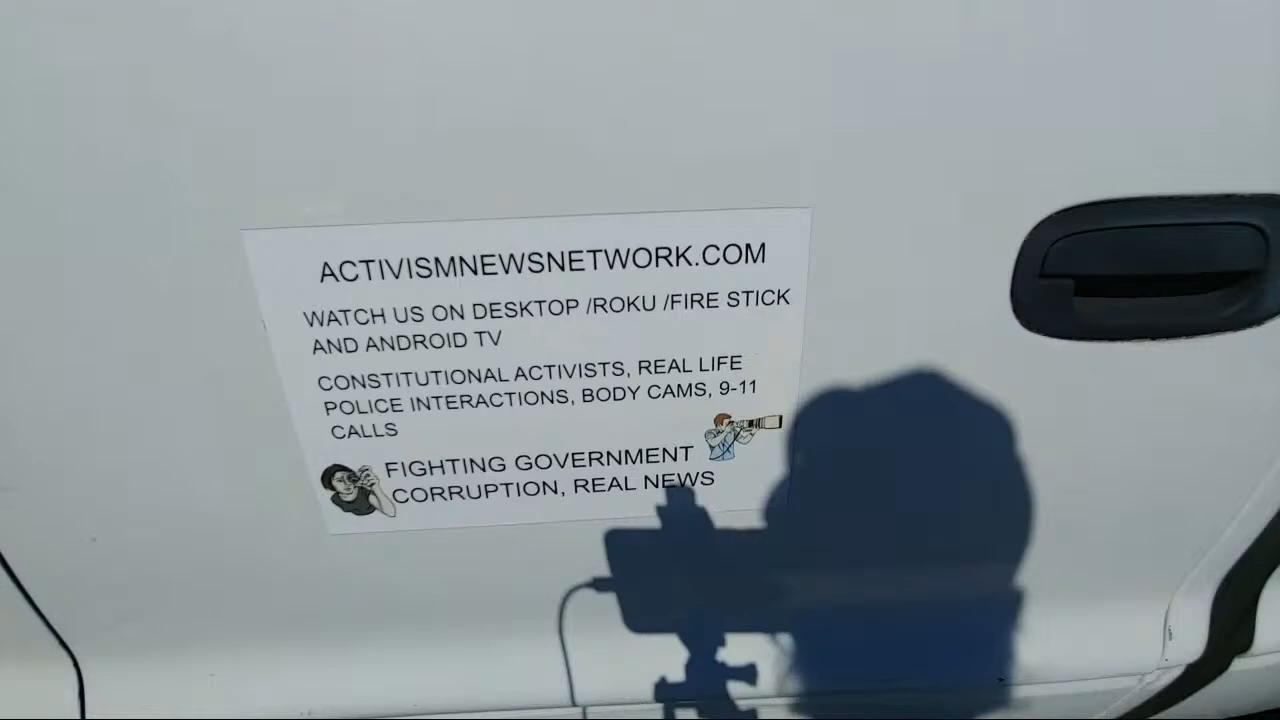 ACTIVISMNEWSNETWORK.COM
WATCH US ON DESKTOP /ROKU /FIRE STICK
AND ANDROID TV
CONSTITUTIONAL ACTIVISTS, REAL LIFE
POLICE INTERACTIONS, BODY CAMS, 9-11
CALLS
FIGHTING GOVERNMENT
CORRUPTION, REAL NEWS